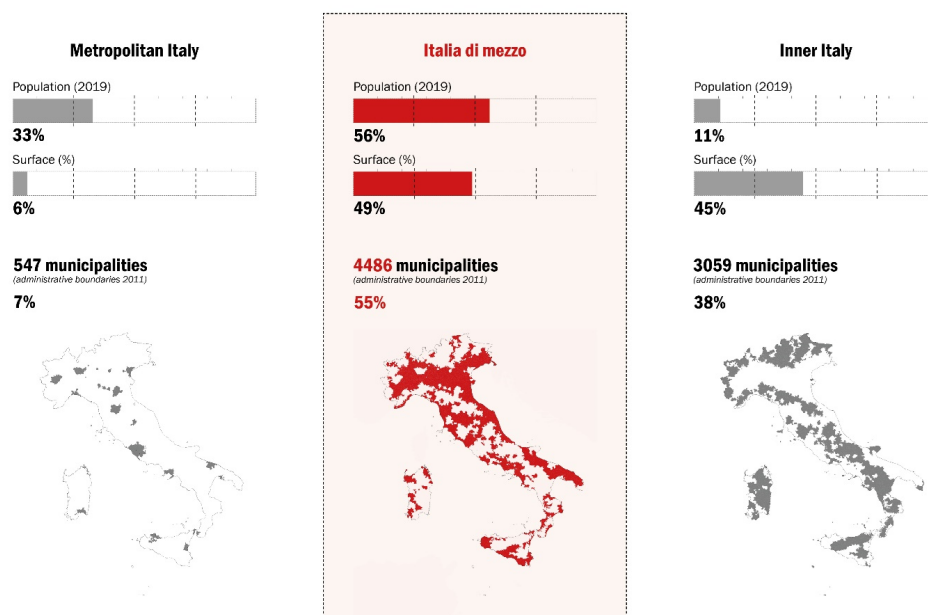 Metropolitan Italy
Population (2019)
33%
Surface (%)
6%
547 municipalities
(administrative boundaries 2011)
7%
Italia di mezzo
Population (2019)
56%
Surface (%)
49%
4486 municipalities
(administrative boundaries 2011)
55%
Inner Italy
Population (2019)
11%
Surface (%)
45%
3059 municipalities
(administrative boundaries 2011)
38%